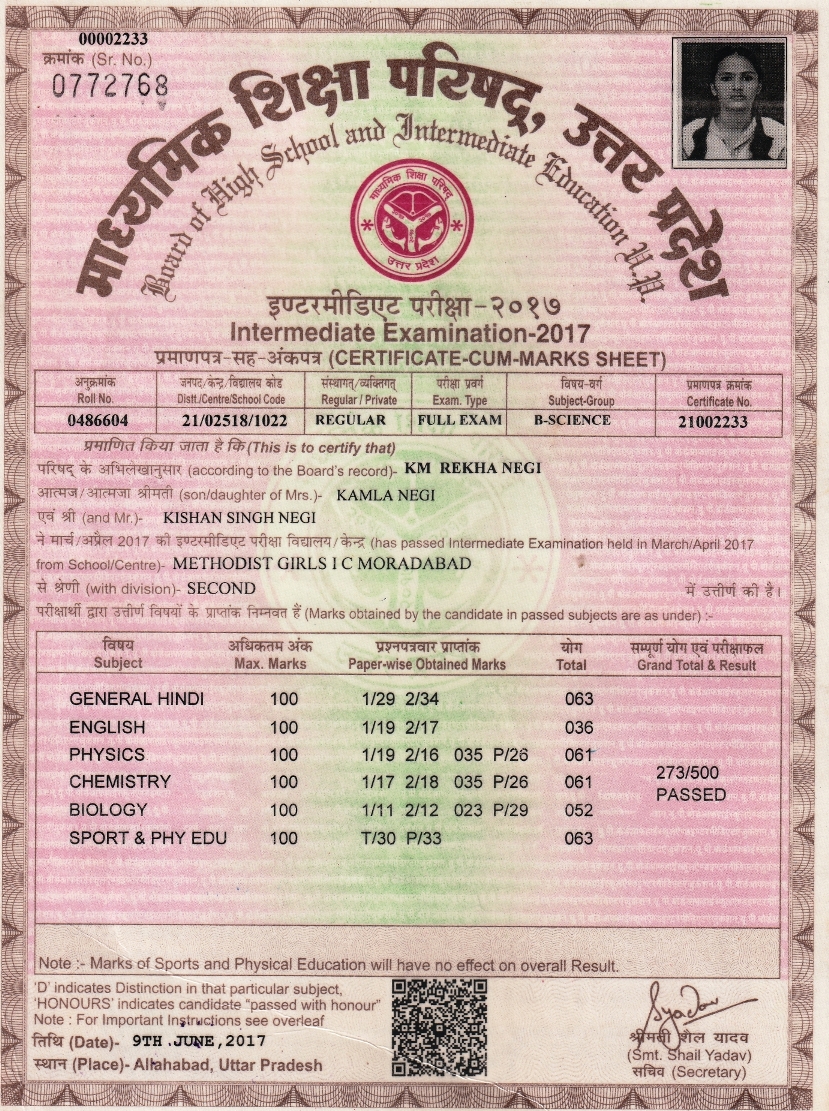 00002233
क्रमांक (Sr. No.)
0772768
माध्यमिक शिक्षा परिषद्, उत्तर प्रदेश
Board of High School and Intermediate Education U.P.
माध्यमिक शिक्षा परिषद्
उत्तर प्रदेश
इण्टरमीडिएट परीक्षा-२०१७
Intermediate Examination-2017
प्रमाणपत्र-सह-अंकपत्र (CERTIFICATE-CUM-MARKS SHEET)
अनुक्रमांक जनपद/केन्द्र/विद्यालय कोड संस्थागत/व्यक्तिगत परीक्षा प्रवर्ग विषय-वर्ग प्रमाणपत्र क्रमांक
Roll No. Distt./Centre/School Code Regular / Private Exam. Type Subject-Group Certificate No.
0486604 21/02518/1022 REGULAR FULL EXAM B-SCIENCE 21002233
प्रमाणित किया जाता है कि (This is to certify that)
परिषद् के अभिलेखानुसार (according to the Board's record)- KM REKHA NEGI
आत्मज/आत्मजा श्रीमती (son/daughter of Mrs.)- KAMLA NEGI
एवं श्री (and Mr.)- KISHAN SINGH NEGI
ने मार्च/अप्रैल 2017 की इण्टरमीडिएट परीक्षा विद्यालय/केन्द्र (has passed Intermediate Examination held in March/April 2017
from School/Centre)- METHODIST GIRLS I C MORADABAD
से श्रेणी (with division)- SECOND में उत्तीर्ण की है।
परीक्षार्थी द्वारा उत्तीर्ण विषयों के प्राप्तांक निम्नवत हैं (Marks obtained by the candidate in passed subjects are as under) :-
विषय अधिकतम अंक प्रश्नपत्रवार प्राप्तांक योग सम्पूर्ण योग एवं परीक्षाफल
Subject Max. Marks Paper-wise Obtained Marks Total Grand Total & Result
GENERAL HINDI 100 1/29 2/34 063
ENGLISH 100 1/19 2/17 036
PHYSICS 100 1/19 2/16 035 P/26 061
CHEMISTRY 100 1/17 2/18 035 P/26 061
273/500
PASSED
BIOLOGY 100 1/11 2/12 023 P/29 052
SPORT & PHY EDU 100 T/30 P/33 063
Note :- Marks of Sports and Physical Education will have no effect on overall Result.
'D' indicates Distinction in that particular subject,
'HONOURS' indicates candidate "passed with honour"
Note : For Important Instructions see overleaf
तिथि (Date)- 9TH JUNE, 2017
स्थान (Place)- Allahabad, Uttar Pradesh
Syadav
श्रीमती शैल यादव
(Smt. Shail Yadav)
सचिव (Secretary)